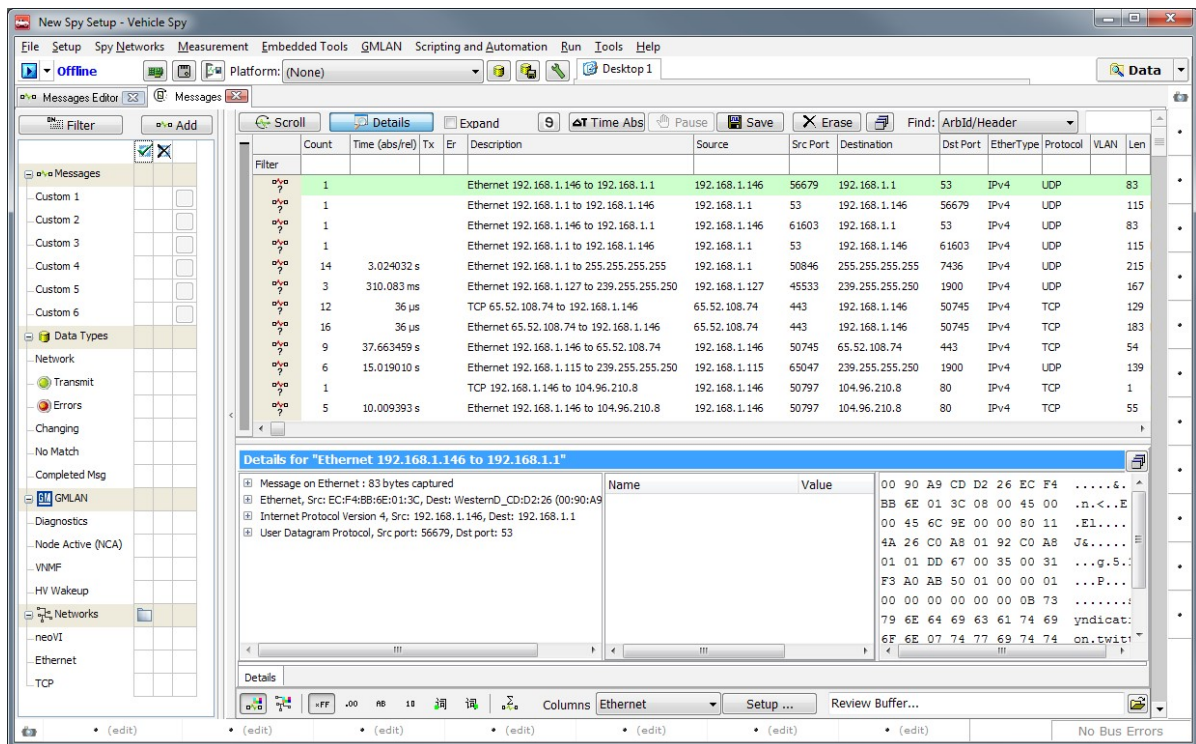 New Spy Setup - Vehicle Spy
File Setup Spy Networks Measurement Embedded Tools GMLAN Scripting and Automation Run Tools Help
Offline Platform: (None) Desktop 1 Data
Messages Editor Messages
Filter Add
Scroll Details Expand 9 ΔT Time Abs Pause Save Erase Find: ArbId/Header
Count Time (abs/rel) Tx Er Description Source Src Port Destination Dst Port EtherType Protocol VLAN Len
Filter
1 Ethernet 192.168.1.146 to 192.168.1.1 192.168.1.146 56679 192.168.1.1 53 IPv4 UDP 83
1 Ethernet 192.168.1.1 to 192.168.1.146 192.168.1.1 53 192.168.1.146 56679 IPv4 UDP 115
1 Ethernet 192.168.1.146 to 192.168.1.1 192.168.1.146 61603 192.168.1.1 53 IPv4 UDP 83
1 Ethernet 192.168.1.1 to 192.168.1.146 192.168.1.1 53 192.168.1.146 61603 IPv4 UDP 115
14 3.024032 s Ethernet 192.168.1.1 to 255.255.255.255 192.168.1.1 50846 255.255.255.255 7436 IPv4 UDP 215
3 310.083 ms Ethernet 192.168.1.127 to 239.255.255.250 192.168.1.127 45533 239.255.255.250 1900 IPv4 UDP 167
12 36 µs TCP 65.52.108.74 to 192.168.1.146 65.52.108.74 443 192.168.1.146 50745 IPv4 TCP 129
16 36 µs Ethernet 65.52.108.74 to 192.168.1.146 65.52.108.74 443 192.168.1.146 50745 IPv4 TCP 183
9 37.663459 s Ethernet 192.168.1.146 to 65.52.108.74 192.168.1.146 50745 65.52.108.74 443 IPv4 TCP 54
6 15.019010 s Ethernet 192.168.1.115 to 239.255.255.250 192.168.1.115 65047 239.255.255.250 1900 IPv4 UDP 139
1 TCP 192.168.1.146 to 104.96.210.8 192.168.1.146 50797 104.96.210.8 80 IPv4 TCP 1
5 10.009393 s Ethernet 192.168.1.146 to 104.96.210.8 192.168.1.146 50797 104.96.210.8 80 IPv4 TCP 55
Messages
Custom 1
Custom 2
Custom 3
Custom 4
Custom 5
Custom 6
Data Types
Network
Transmit
Errors
Changing
No Match
Completed Msg
GM GMLAN
Diagnostics
Node Active (NCA)
VNMF
HV Wakeup
Networks
neoVI
Ethernet
TCP
Details for "Ethernet 192.168.1.146 to 192.168.1.1"
Message on Ethernet : 83 bytes captured
Ethernet, Src: EC:F4:BB:6E:01:3C, Dest: WesternD_CD:D2:26 (00:90:A9
Internet Protocol Version 4, Src: 192.168.1.146, Dest: 192.168.1.1
User Datagram Protocol, Src port: 56679, Dst port: 53
Name Value
00 90 A9 CD D2 26 EC F4 .....&.
BB 6E 01 3C 08 00 45 00 .n.<..E
00 45 6C 9E 00 00 80 11 .El....
4A 26 C0 A8 01 92 C0 A8 J&.....
01 01 DD 67 00 35 00 31 ...g.5.
F3 A0 AB 50 01 00 00 01 ...P...
00 00 00 00 00 00 0B 73 .......
79 6E 64 69 63 61 74 69 yndicat
6F 6E 07 74 77 69 74 74 on.twit
Details
=FF .00 AB 10 词 词 Σ Columns Ethernet Setup ... Review Buffer...
(edit) (edit) (edit) (edit) (edit) (edit) (edit) No Bus Errors